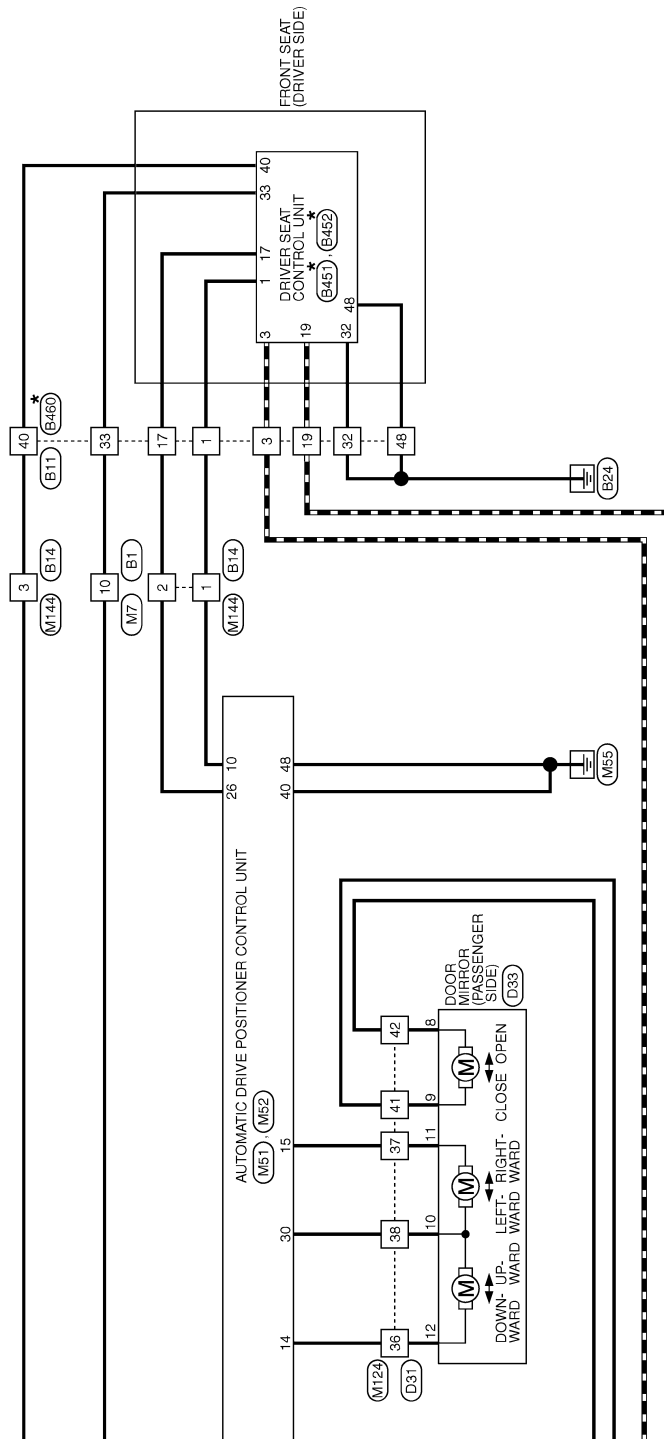 FRONT SEAT
(DRIVER SIDE)
40
33
17
1
DRIVER SEAT
CONTROL UNIT
* *
B451 , B452
48
3
19
32
40
*
B460
B11
33
17
1
3
19
32
48
B24
3
B14
M144
10
B1
M7
2
1
B14
M144
26
10
40
48
M55
AUTOMATIC DRIVE POSITIONER CONTROL UNIT
M51 , M52
14
30
15
DOOR
MIRROR
(PASSENGER
SIDE)
D33
36
38
37
41
42
M124
D31
12
10
11
9
8
M
M
M
DOWN-
WARD
UP-
WARD
LEFT-
WARD
RIGHT-
WARD
CLOSE
OPEN